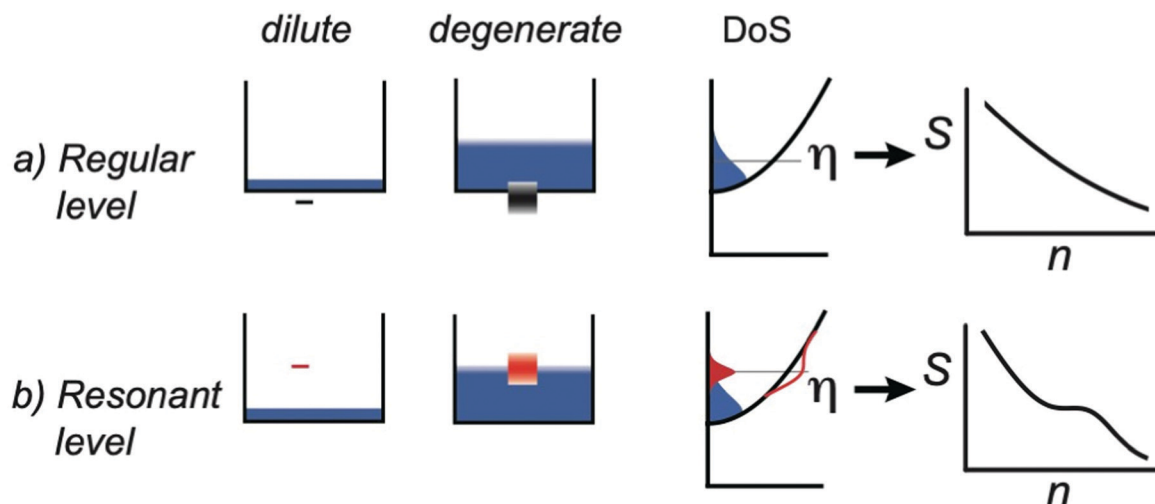 dilute degenerate DoS
a) Regular
level
η
S
n
b) Resonant
level
η
S
n